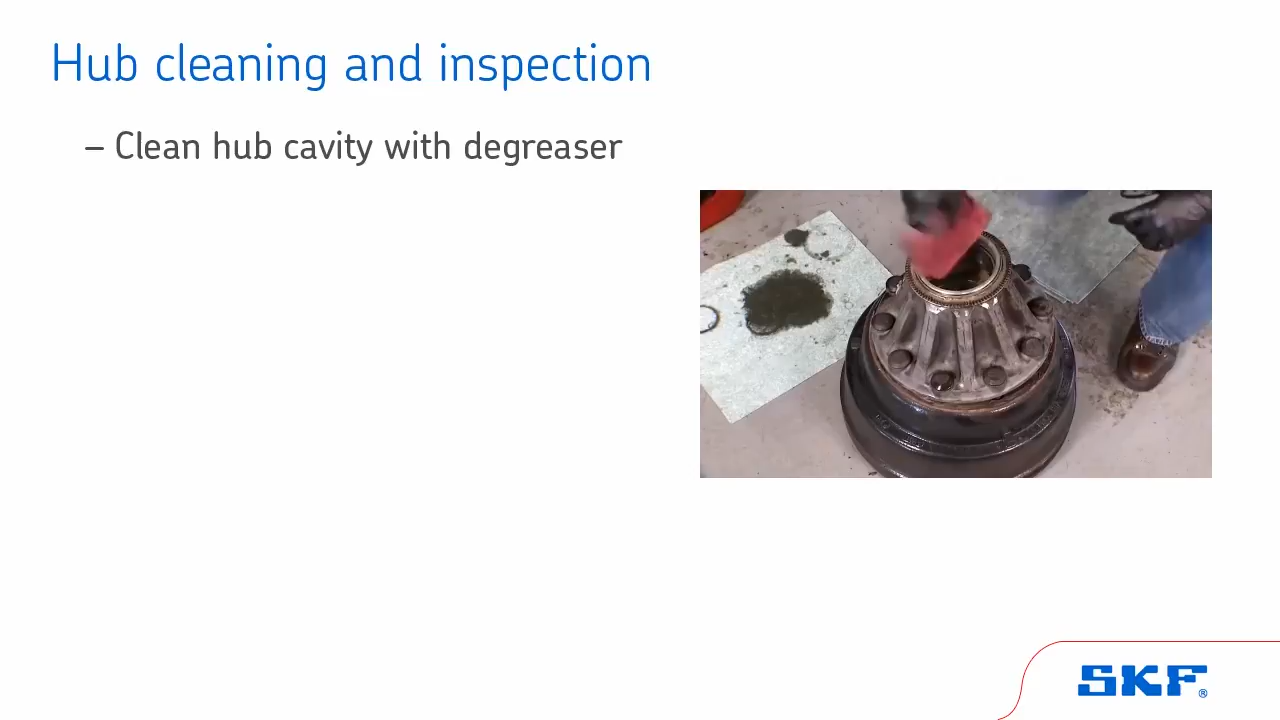 Hub cleaning and inspection
– Clean hub cavity with degreaser
SKF®